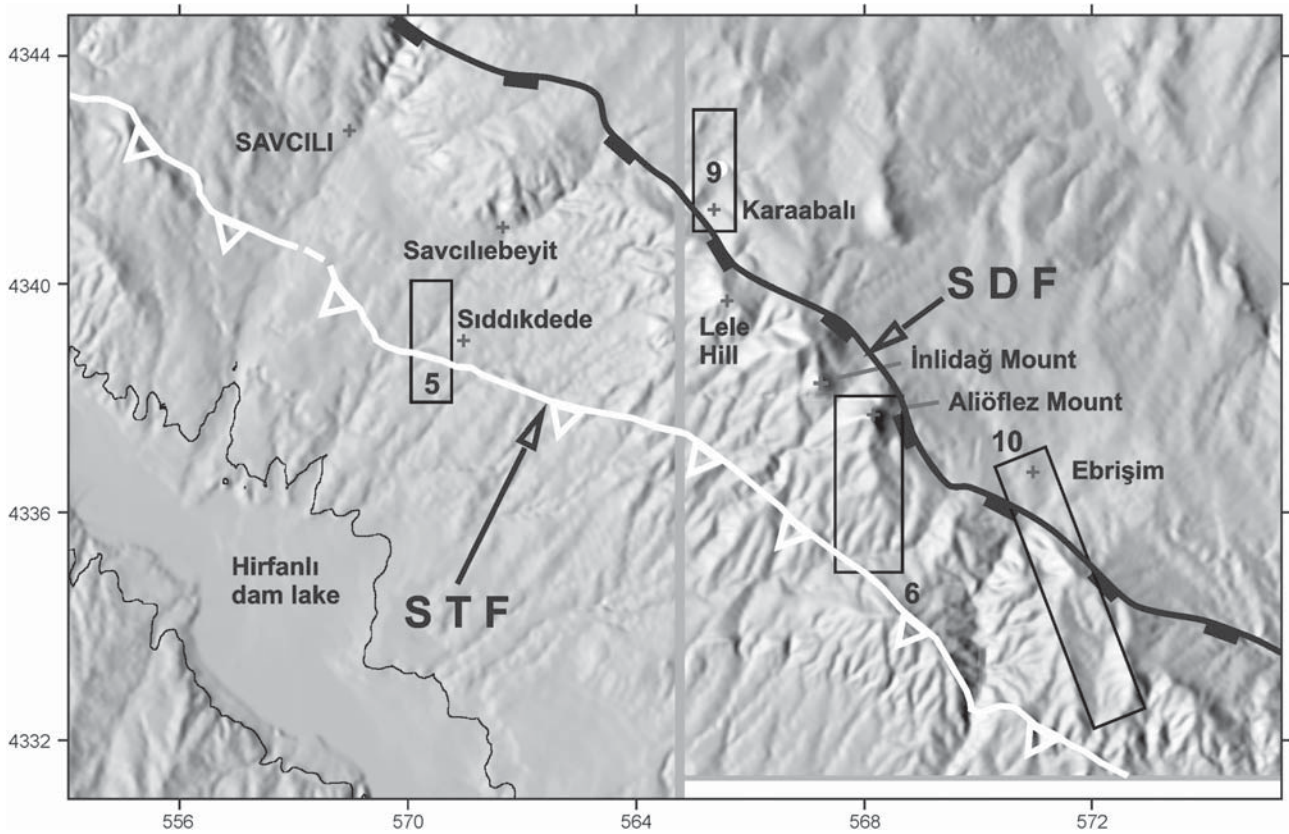 4344
SAVCILI
9
Karaabalı
Savcılıebeyit
4340
S D F
Sıddıkdede
Lele
Hill
İnlidağ Mount
5
Aliöflez Mount
10
Ebrişim
4336
Hirfanlı
dam lake
S T F
6
4332
556
570
564
568
572